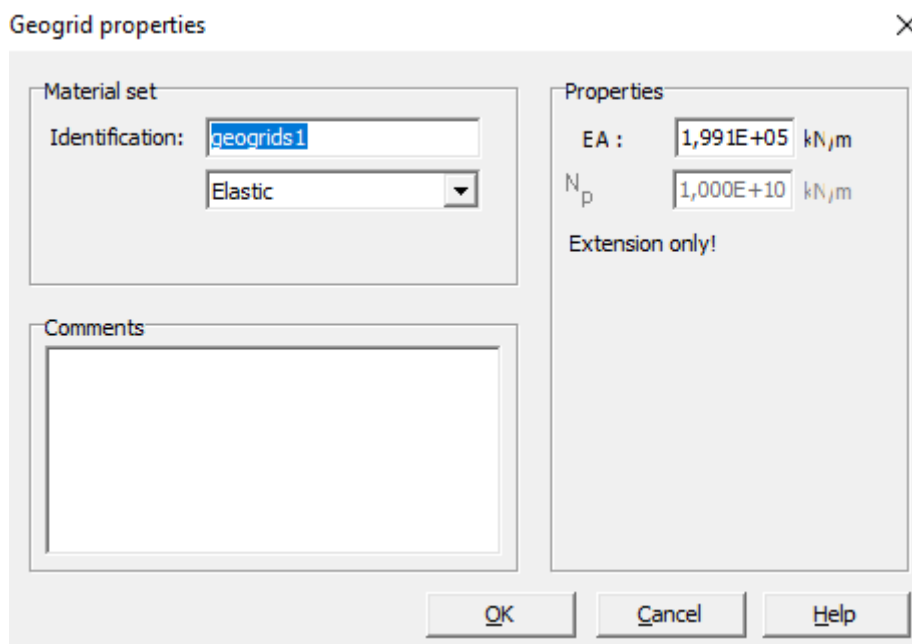 Geogrid properties
Material set
Identification: geogrids1
Elastic
Comments
Properties
EA : 1,991E+05 kN/m
Np 1,000E+10 kN/m
Extension only!
OK Cancel Help